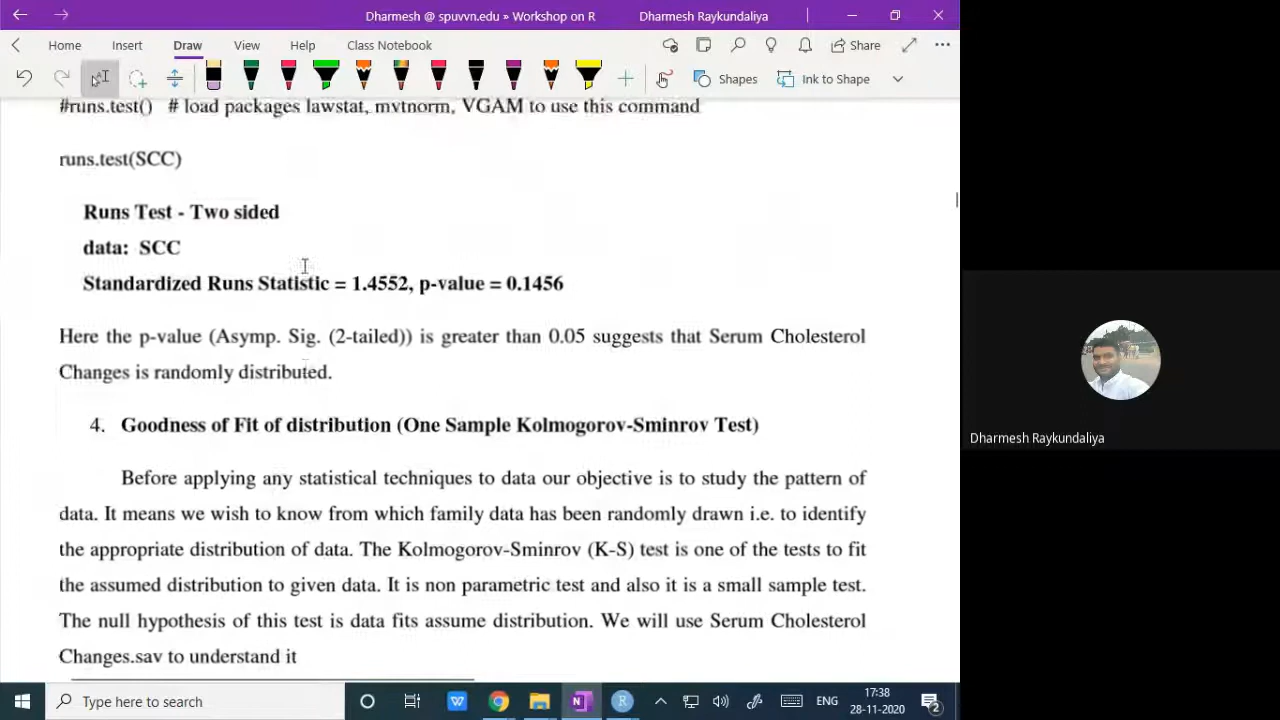 Dharmesh @ spuvvn.edu » Workshop on R
Dharmesh Raykundaliya
Home Insert Draw View Help Class Notebook Share
Shapes Ink to Shape
#runs.test() # load packages lawstat, mvtnorm, VGAM to use this command
runs.test(SCC)
Runs Test - Two sided
data: SCC
Standardized Runs Statistic = 1.4552, p-value = 0.1456
Here the p-value (Asymp. Sig. (2-tailed)) is greater than 0.05 suggests that Serum Cholesterol
Changes is randomly distributed.
4. Goodness of Fit of distribution (One Sample Kolmogorov-Sminrov Test)
Before applying any statistical techniques to data our objective is to study the pattern of
data. It means we wish to know from which family data has been randomly drawn i.e. to identify
the appropriate distribution of data. The Kolmogorov-Sminrov (K-S) test is one of the tests to fit
the assumed distribution to given data. It is non parametric test and also it is a small sample test.
The null hypothesis of this test is data fits assume distribution. We will use Serum Cholesterol
Changes.sav to understand it
Dharmesh Raykundaliya
Type here to search
ENG
17:38
28-11-2020
2